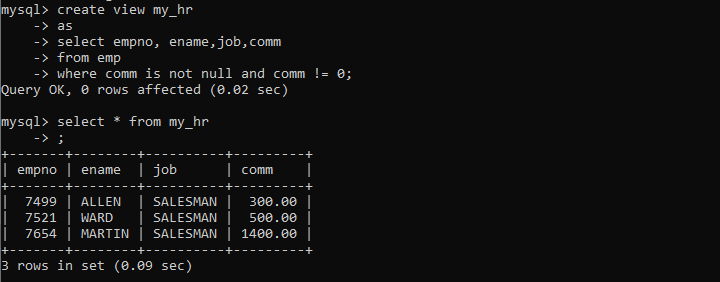 mysql> create view my_hr
    -> as
    -> select empno, ename,job,comm
    -> from emp
    -> where comm is not null and comm != 0;
Query OK, 0 rows affected (0.02 sec)
mysql> select * from my_hr
    -> ;
+-------+--------+----------+---------+
| empno | ename  | job      | comm    |
+-------+--------+----------+---------+
|  7499 | ALLEN  | SALESMAN |  300.00 |
|  7521 | WARD   | SALESMAN |  500.00 |
|  7654 | MARTIN | SALESMAN | 1400.00 |
+-------+--------+----------+---------+
3 rows in set (0.09 sec)